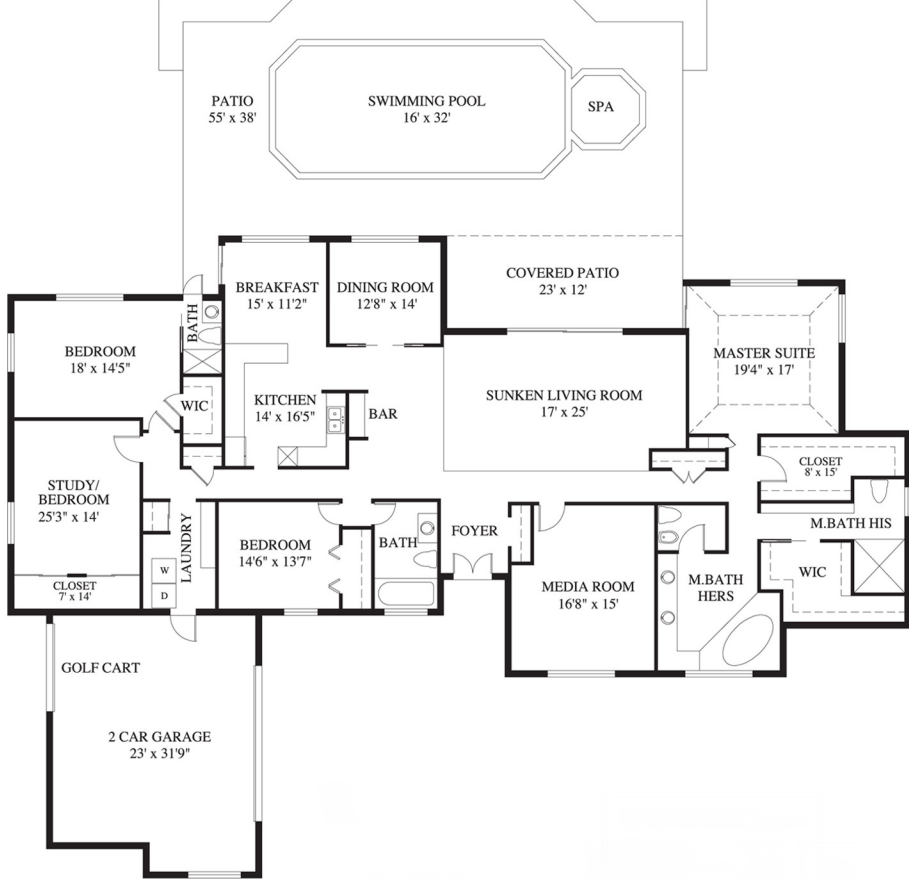 PATIO
55' x 38'
SWIMMING POOL
16' x 32'
SPA
BREAKFAST
15' x 11'2"
DINING ROOM
12'8" x 14'
COVERED PATIO
23' x 12'
BATH
BEDROOM
18' x 14'5"
MASTER SUITE
19'4" x 17'
WIC
KITCHEN
14' x 16'5"
BAR
SUNKEN LIVING ROOM
17' x 25'
CLOSET
8' x 15'
STUDY/
BEDROOM
25'3" x 14'
LAUNDRY
BEDROOM
14'6" x 13'7"
BATH
FOYER
M.BATH HIS
W
D
CLOSET
7' x 14'
MEDIA ROOM
16'8" x 15'
M.BATH
HERS
WIC
GOLF CART
2 CAR GARAGE
23' x 31'9"